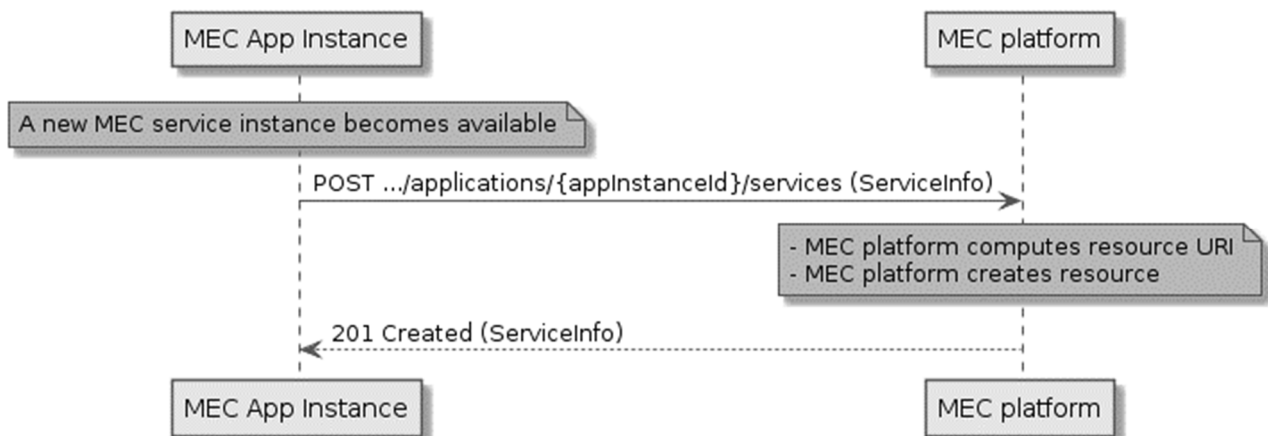 MEC App Instance
MEC platform
A new MEC service instance becomes available
POST .../applications/{appInstanceId}/services (ServiceInfo)
- MEC platform computes resource URI
- MEC platform creates resource
201 Created (ServiceInfo)
MEC App Instance
MEC platform